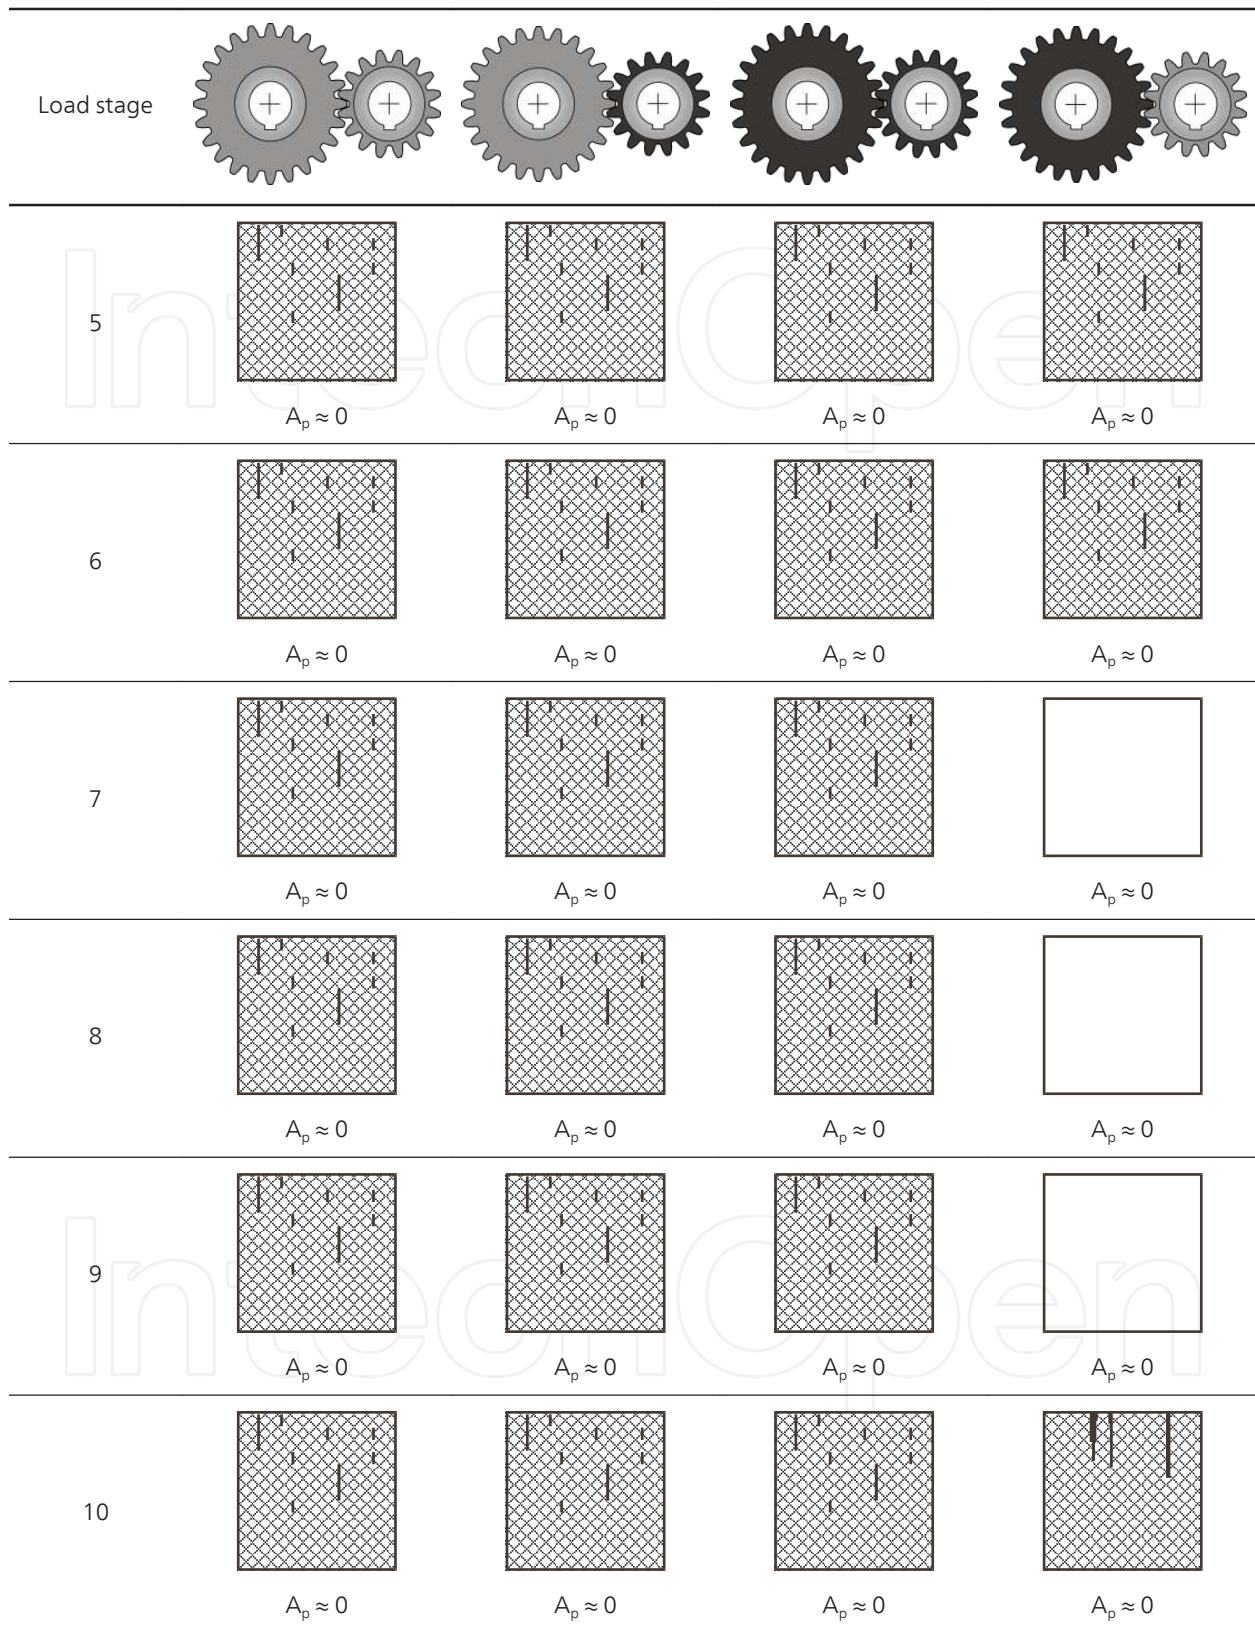 Load stage
5
Aₚ ≈ 0 Aₚ ≈ 0 Aₚ ≈ 0 Aₚ ≈ 0
6
Aₚ ≈ 0 Aₚ ≈ 0 Aₚ ≈ 0 Aₚ ≈ 0
7
Aₚ ≈ 0 Aₚ ≈ 0 Aₚ ≈ 0 Aₚ ≈ 0
8
Aₚ ≈ 0 Aₚ ≈ 0 Aₚ ≈ 0 Aₚ ≈ 0
9
Aₚ ≈ 0 Aₚ ≈ 0 Aₚ ≈ 0 Aₚ ≈ 0
10
Aₚ ≈ 0 Aₚ ≈ 0 Aₚ ≈ 0 Aₚ ≈ 0
IntechOpen
IntechOpen